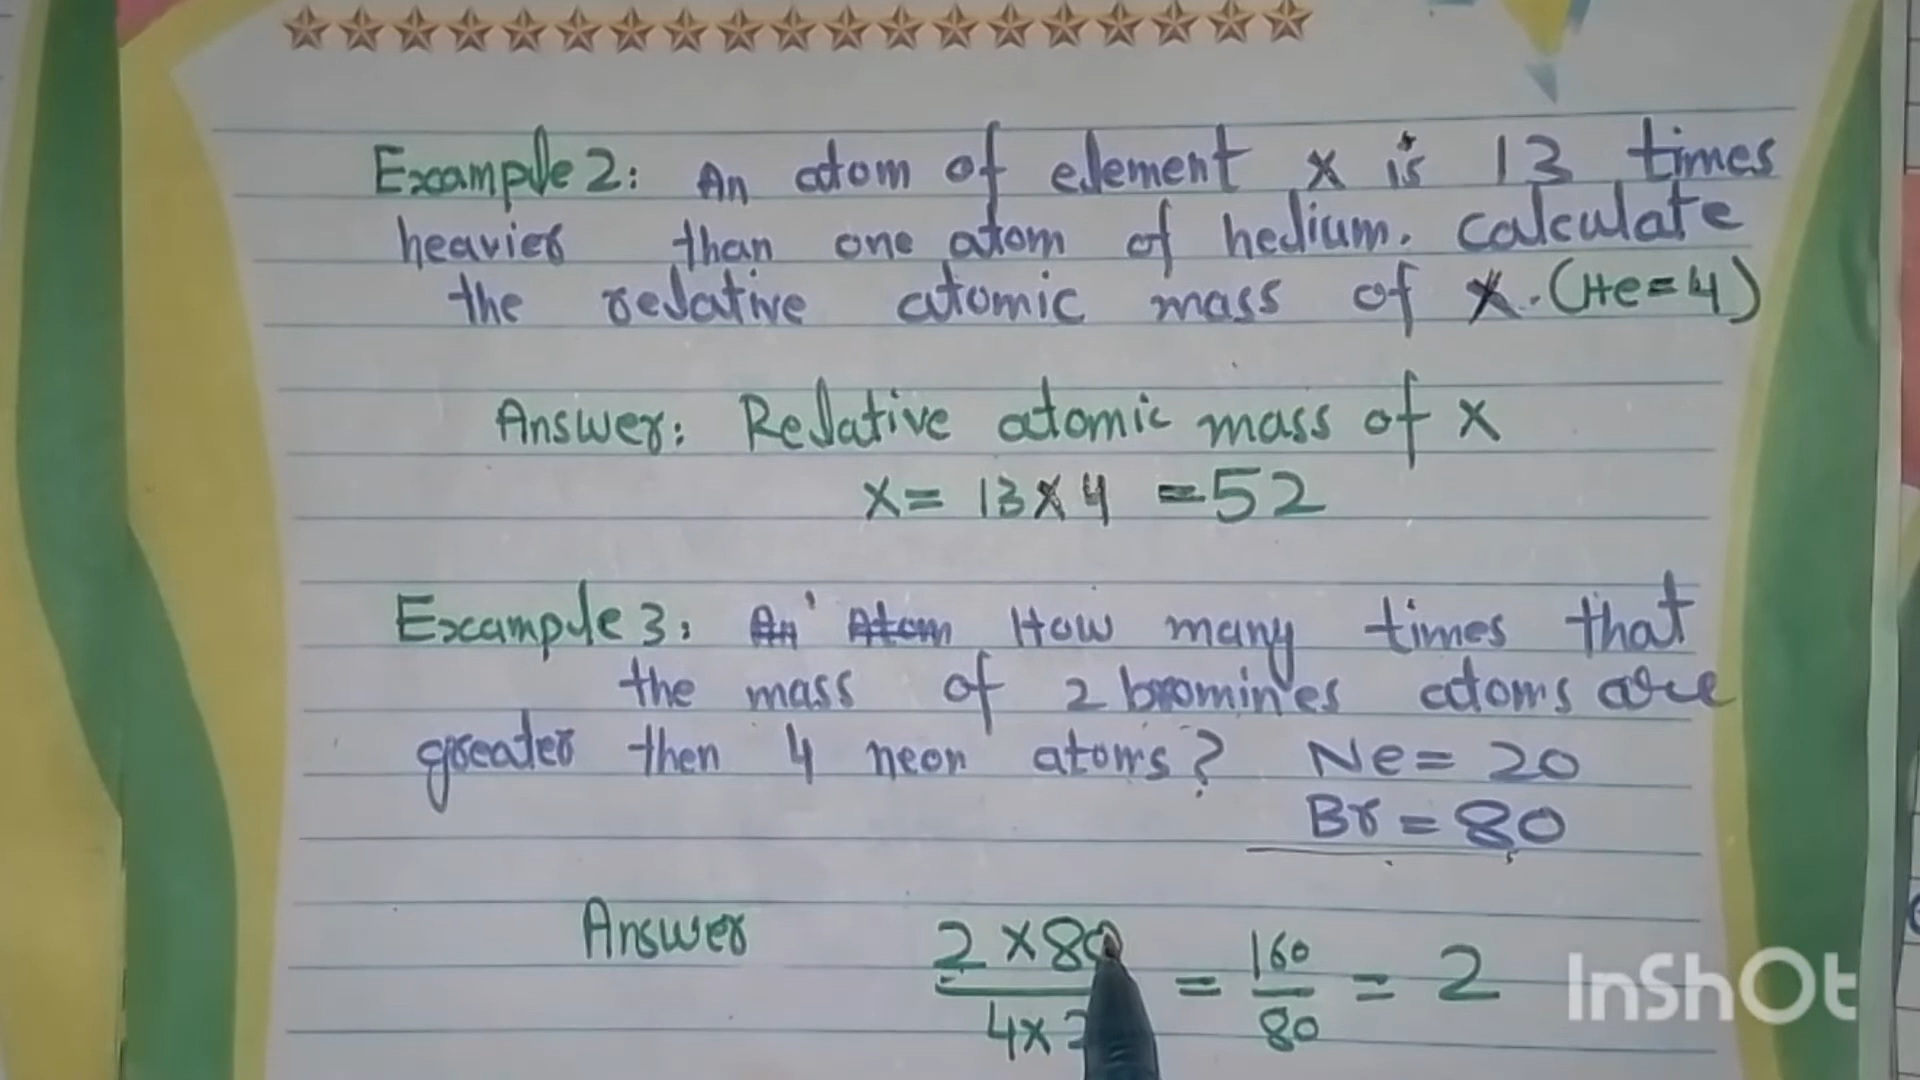 Example 2: An atom of element X is 13 times
heavier than one atom of helium. calculate
the relative atomic mass of X. (He = 4)
Answer: Relative atomic mass of X
X = 13 × 4 = 52
Example 3: An Atom How many times that
the mass of 2 bromines atoms are
greater then 4 neon atoms? Ne = 20
Br = 80
Answer 2 × 80 = 160 = 2
4 × 80
InShOt